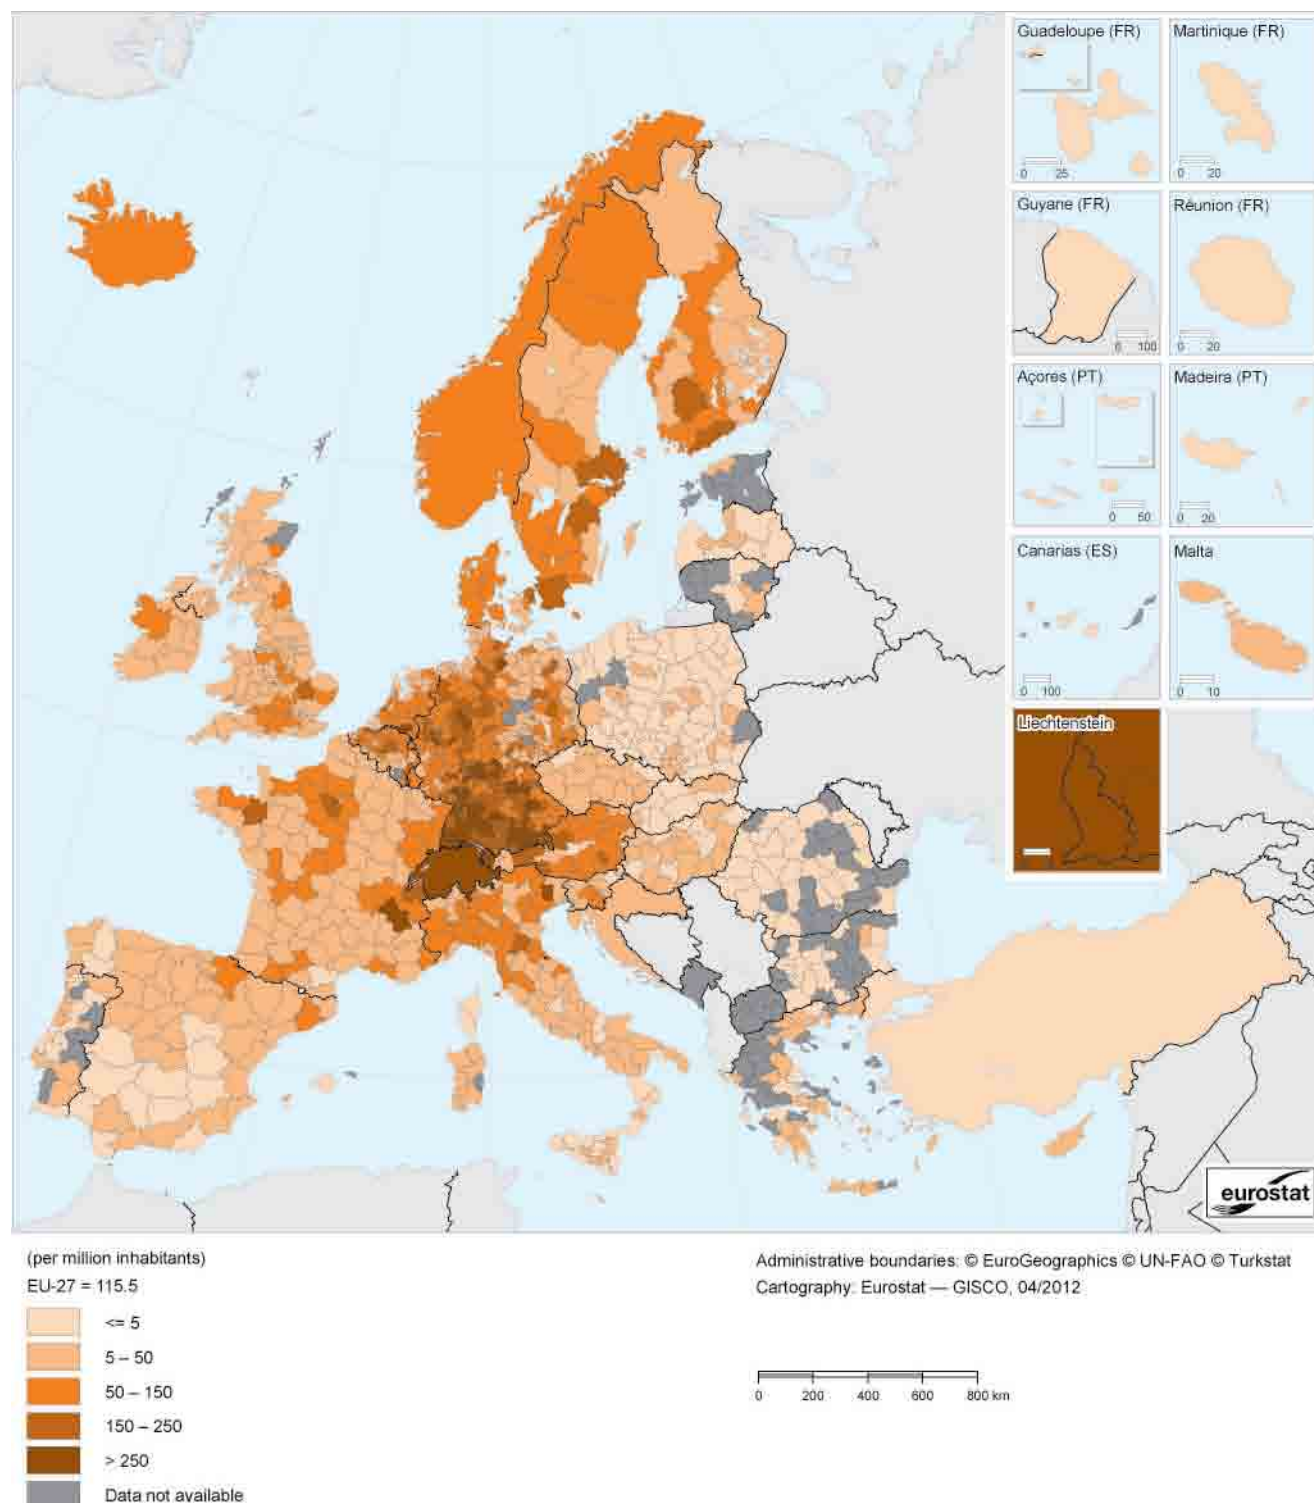 Guadeloupe (FR)
0 25
Martinique (FR)
0 20
Guyane (FR)
0 100
Réunion (FR)
0 20
Açores (PT)
0 50
Madeira (PT)
0 20
Canarias (ES)
0 100
Malta
0 10
Liechtenstein
eurostat
(per million inhabitants)
EU-27 = 115.5
<= 5
5 – 50
50 – 150
150 – 250
> 250
Data not available
Administrative boundaries: © EuroGeographics © UN-FAO © Turkstat
Cartography: Eurostat — GISCO, 04/2012
0 200 400 600 800 km